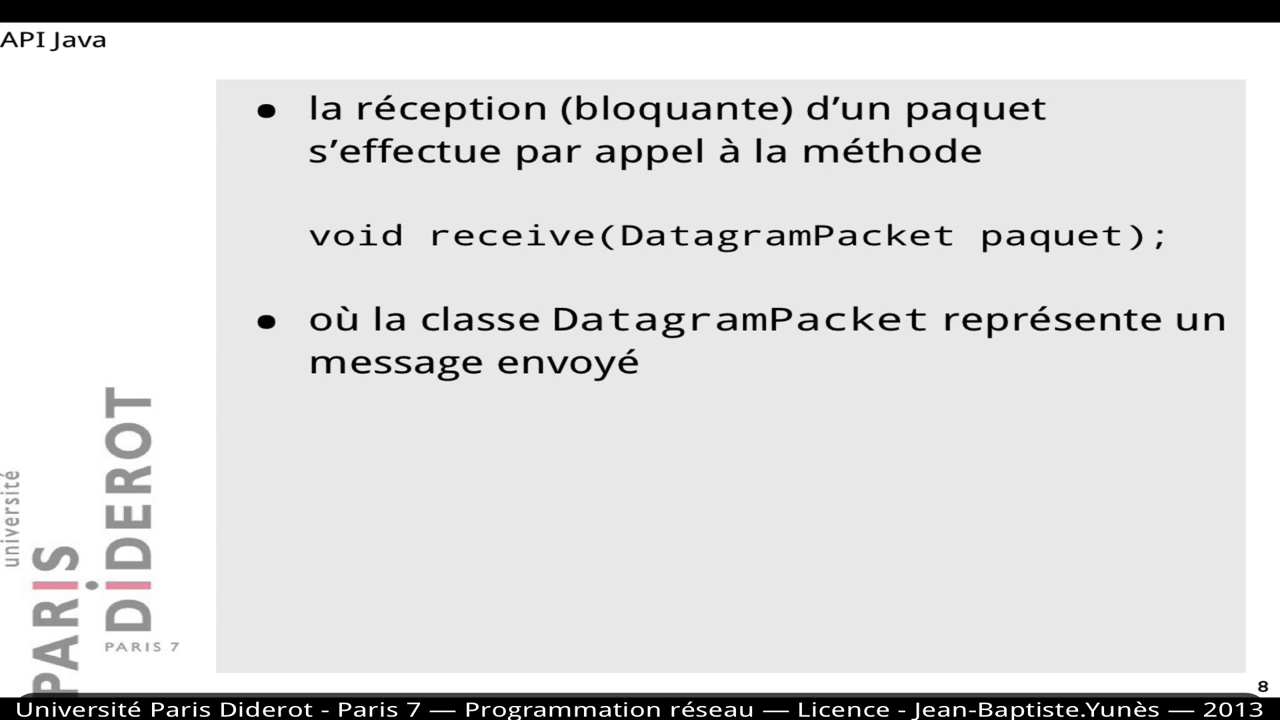 API Java
• la réception (bloquante) d’un paquet
s’effectue par appel à la méthode
void receive(DatagramPacket paquet);
• où la classe DatagramPacket représente un
message envoyé
université
PARIS
DIDEROT
PARIS 7
8
Université Paris Diderot - Paris 7 — Programmation réseau — Licence - Jean-Baptiste.Yunès — 2013